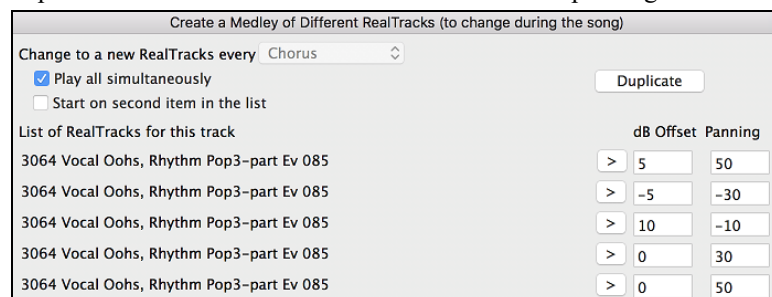 Create a Medley of Different RealTracks (to change during the song)
Change to a new RealTracks every Chorus
Play all simultaneously Duplicate
Start on second item in the list
List of RealTracks for this track dB Offset Panning
3064 Vocal Oohs, Rhythm Pop3-part Ev 085 > 5 50
3064 Vocal Oohs, Rhythm Pop3-part Ev 085 > -5 -30
3064 Vocal Oohs, Rhythm Pop3-part Ev 085 > 10 -10
3064 Vocal Oohs, Rhythm Pop3-part Ev 085 > 0 30
3064 Vocal Oohs, Rhythm Pop3-part Ev 085 > 0 50